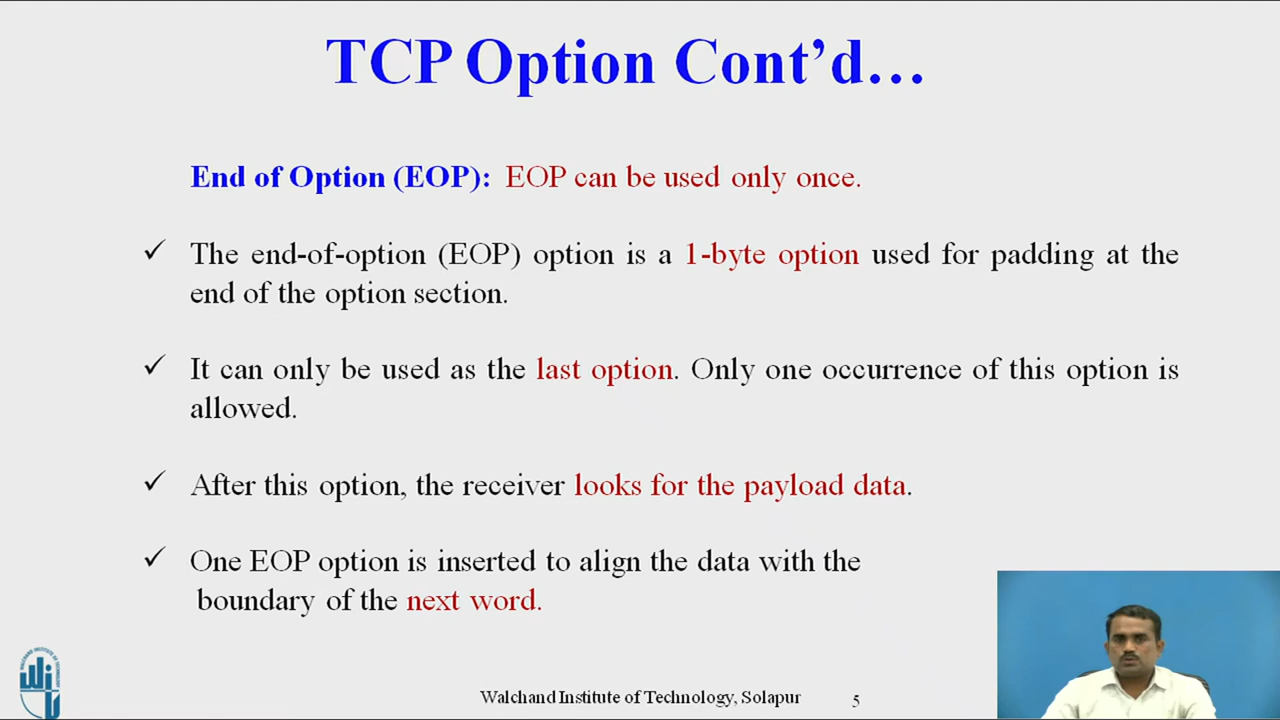 TCP Option Cont’d…
End of Option (EOP): EOP can be used only once.
✓ The end-of-option (EOP) option is a 1-byte option used for padding at the
end of the option section.
✓ It can only be used as the last option. Only one occurrence of this option is
allowed.
✓ After this option, the receiver looks for the payload data.
✓ One EOP option is inserted to align the data with the
boundary of the next word.
Walchand Institute of Technology, Solapur 5